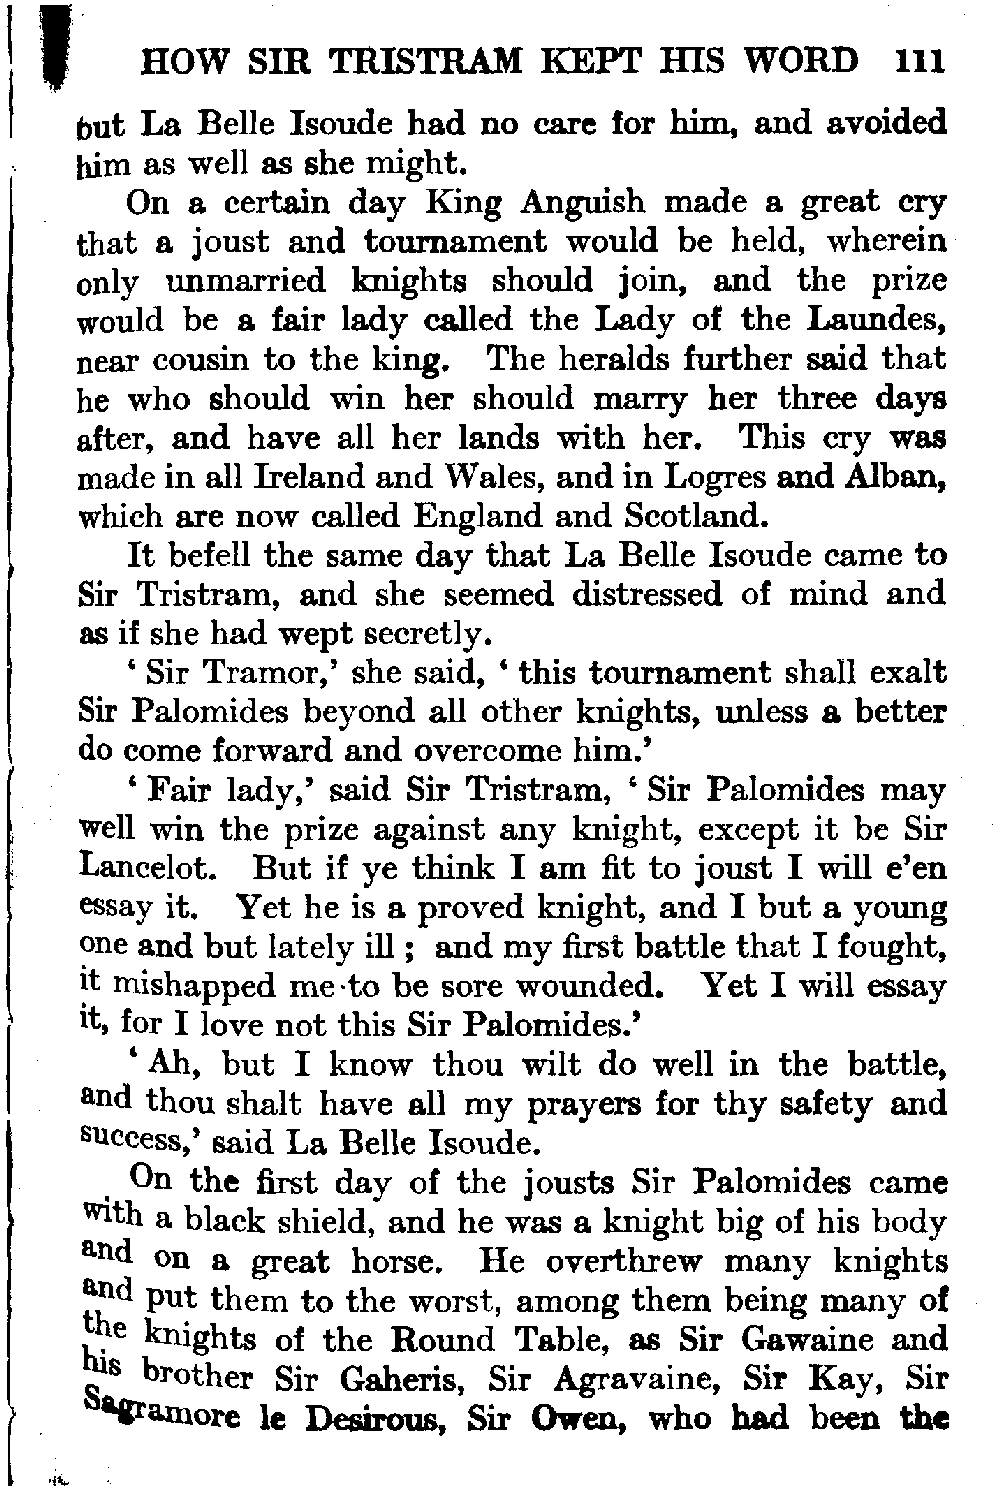 HOW SIR TRISTRAM KEPT HIS WORD 111
but La Belle Isoude had no care for him, and avoided
him as well as she might.
On a certain day King Anguish made a great cry
that a joust and tournament would be held, wherein
only unmarried knights should join, and the prize
would be a fair lady called the Lady of the Laundes,
near cousin to the king. The heralds further said that
he who should win her should marry her three days
after, and have all her lands with her. This cry was
made in all Ireland and Wales, and in Logres and Alban,
which are now called England and Scotland.
It befell the same day that La Belle Isoude came to
Sir Tristram, and she seemed distressed of mind and
as if she had wept secretly.
‘ Sir Tramor,’ she said, ‘ this tournament shall exalt
Sir Palomides beyond all other knights, unless a better
do come forward and overcome him.’
‘ Fair lady,’ said Sir Tristram, ‘ Sir Palomides may
well win the prize against any knight, except it be Sir
Lancelot. But if ye think I am fit to joust I will e’en
essay it. Yet he is a proved knight, and I but a young
one and but lately ill ; and my first battle that I fought,
it mishapped me to be sore wounded. Yet I will essay
it, for I love not this Sir Palomides.’
‘ Ah, but I know thou wilt do well in the battle,
and thou shalt have all my prayers for thy safety and
success,’ said La Belle Isoude.
On the first day of the jousts Sir Palomides came
with a black shield, and he was a knight big of his body
and on a great horse. He overthrew many knights
and put them to the worst, among them being many of
the knights of the Round Table, as Sir Gawaine and
his brother Sir Gaheris, Sir Agravaine, Sir Kay, Sir
Sagramore le Desirous, Sir Owen, who had been the